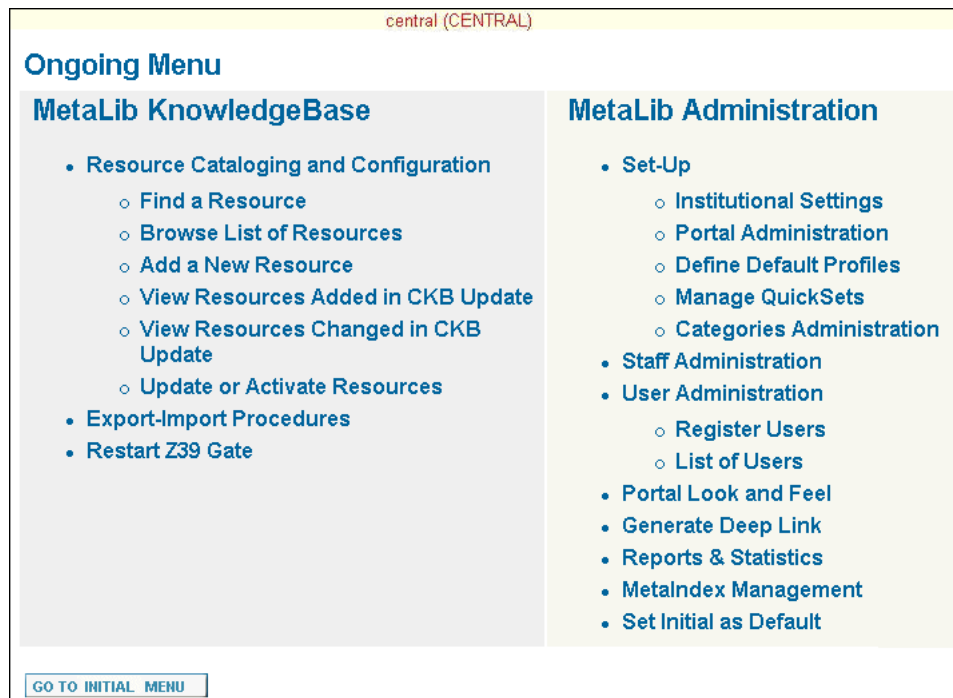 central (CENTRAL)
Ongoing Menu
MetaLib KnowledgeBase
Resource Cataloging and Configuration
Find a Resource
Browse List of Resources
Add a New Resource
View Resources Added in CKB Update
View Resources Changed in CKB
Update
Update or Activate Resources
Export-Import Procedures
Restart Z39 Gate
MetaLib Administration
Set-Up
Institutional Settings
Portal Administration
Define Default Profiles
Manage QuickSets
Categories Administration
Staff Administration
User Administration
Register Users
List of Users
Portal Look and Feel
Generate Deep Link
Reports & Statistics
MetaIndex Management
Set Initial as Default
GO TO INITIAL MENU